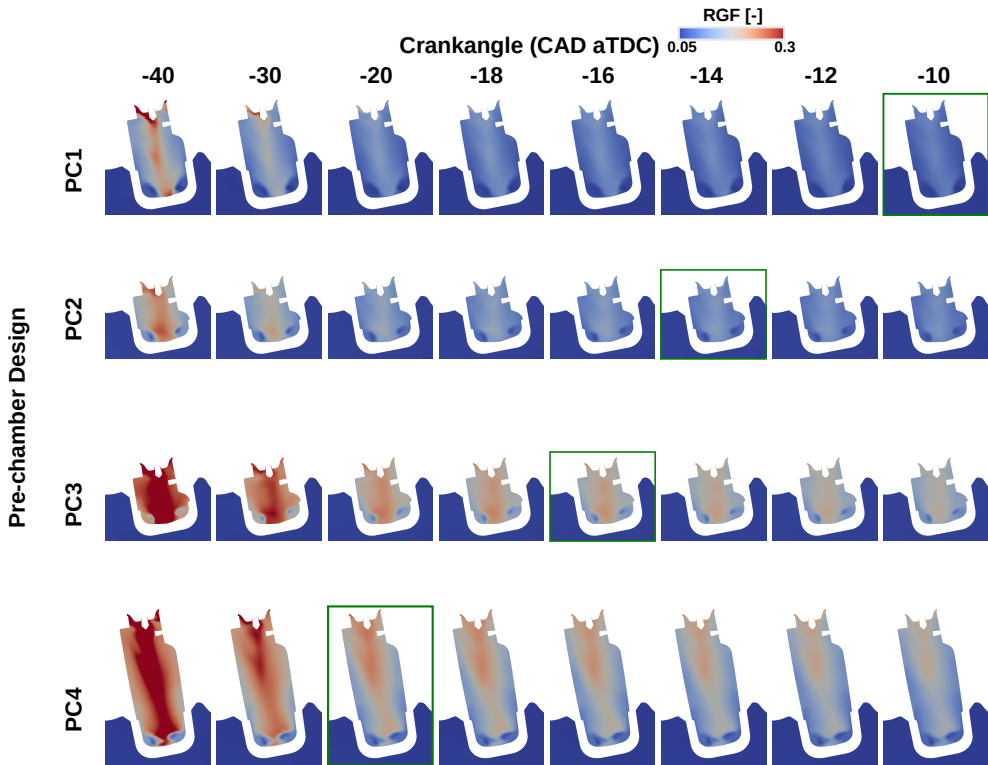 RGF [-]
Crankangle (CAD aTDC)
0.05 0.3
-40 -30 -20 -18 -16 -14 -12 -10
Pre-chamber Design
PC1
PC2
PC3
PC4